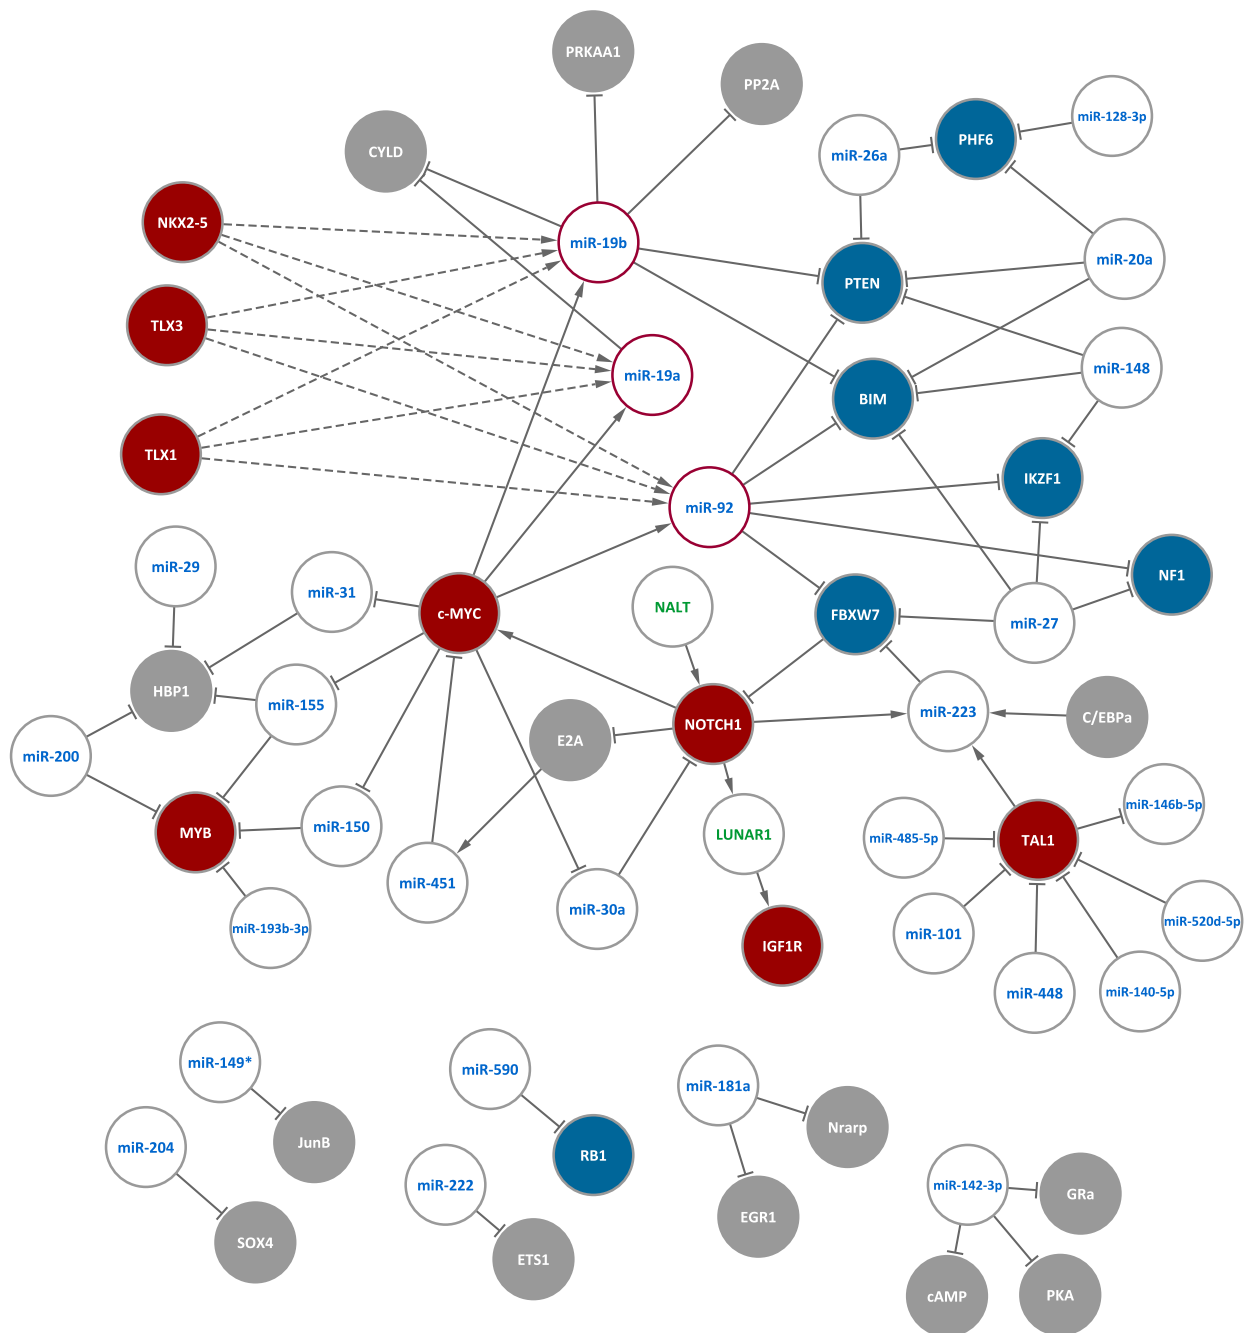 PRKAA1
PP2A
miR-128-3p
PHF6
CYLD
miR-26a
NKX2-5
miR-19b
miR-20a
PTEN
TLX3
miR-19a
miR-148
BIM
TLX1
IKZF1
miR-92
miR-29
NF1
miR-31
c-MYC
NALT
FBXW7
miR-27
HBP1
miR-155
miR-223
C/EBPa
NOTCH1
E2A
miR-200
miR-146b-5p
MYB
miR-150
LUNAR1
miR-485-5p
TAL1
miR-451
miR-30a
miR-520d-5p
miR-193b-3p
miR-101
IGF1R
miR-448
miR-140-5p
miR-149*
miR-590
miR-181a
JunB
Nrarp
miR-204
RB1
miR-222
miR-142-3p
GRa
EGR1
SOX4
ETS1
cAMP
PKA